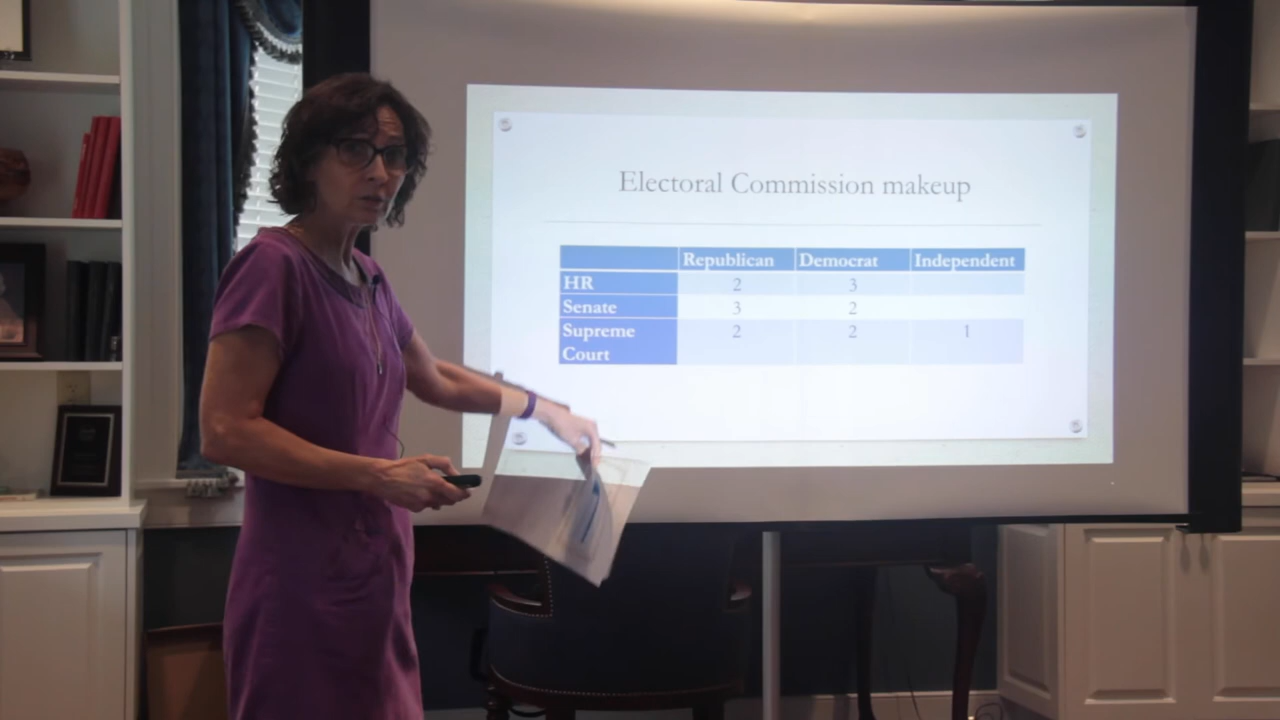 Electoral Commission makeup
Republican Democrat Independent
HR 2 3
Senate 3 2
Supreme Court 2 2 1